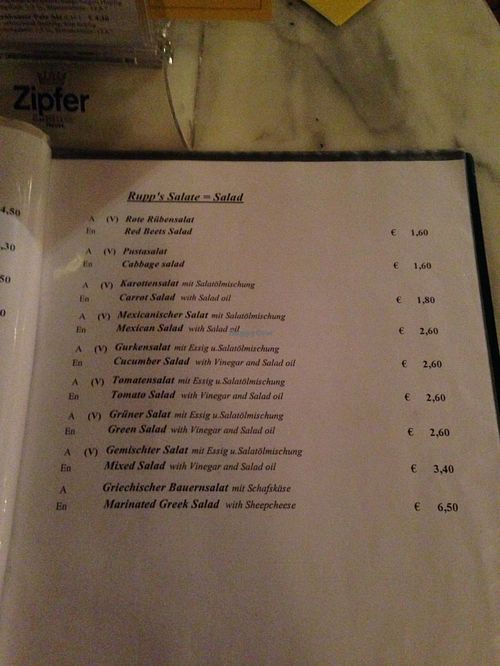 Zipfer
4,50
,30
50
0
Rupp's Salate = Salad
A (V) Rote Rübensalat
En Red Beets Salad € 1,60
A (V) Pustasalat
En Cabbage salad € 1,60
A (V) Karottensalat mit Salatölmischung
En Carrot Salad with Salad oil € 1,80
A (V) Mexicanischer Salat mit Salatölmischung
En Mexican Salad with Salad oil € 2,60
A (V) Gurkensalat mit Essig u.Salatölmischung
En Cucumber Salad with Vinegar and Salad oil € 2,60
A (V) Tomatensalat mit Essig u.Salatölmischung
En Tomato Salad with Vinegar and Salad oil € 2,60
A (V) Grüner Salat mit Essig u.Salatölmischung
En Green Salad with Vinegar and Salad oil € 2,60
A (V) Gemischter Salat mit Essig u.Salatölmischung
En Mixed Salad with Vinegar and Salad oil € 3,40
A Griechischer Bauernsalat mit Schafskäse
En Marinated Greek Salad with Sheepcheese € 6,50